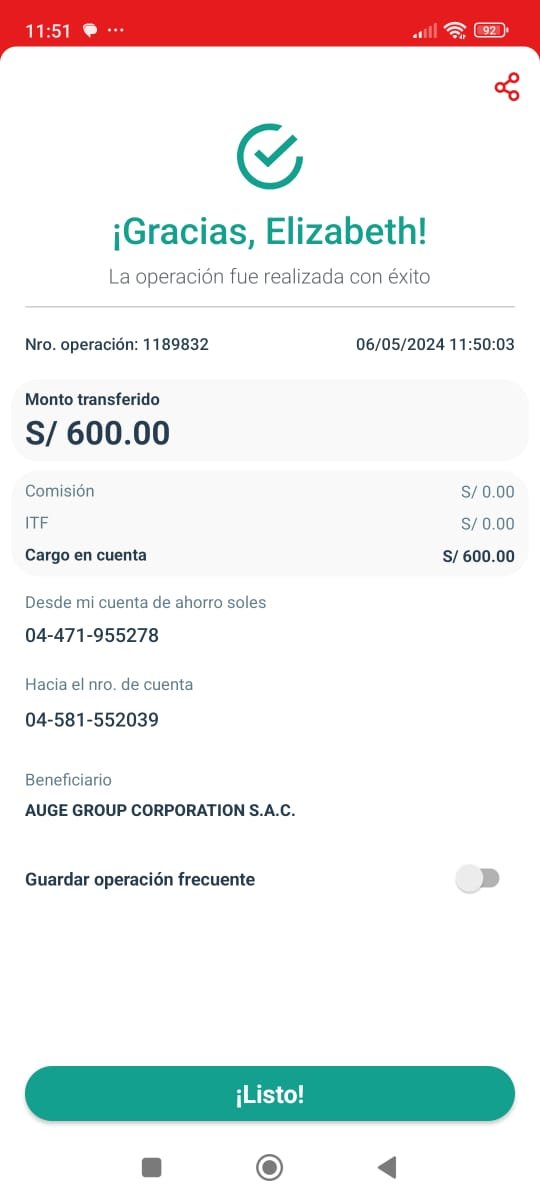 11:51
92
¡Gracias, Elizabeth!
La operación fue realizada con éxito
Nro. operación: 1189832 06/05/2024 11:50:03
Monto transferido
S/ 600.00
Comisión S/ 0.00
ITF S/ 0.00
Cargo en cuenta S/ 600.00
Desde mi cuenta de ahorro soles
04-471-955278
Hacia el nro. de cuenta
04-581-552039
Beneficiario
AUGE GROUP CORPORATION S.A.C.
Guardar operación frecuente
¡Listo!